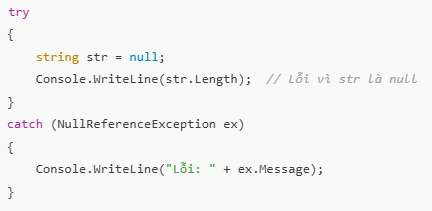 try
{
    string str = null;
    Console.WriteLine(str.Length);  // Lỗi vì str là null
}
catch (NullReferenceException ex)
{
    Console.WriteLine("Lỗi: " + ex.Message);
}